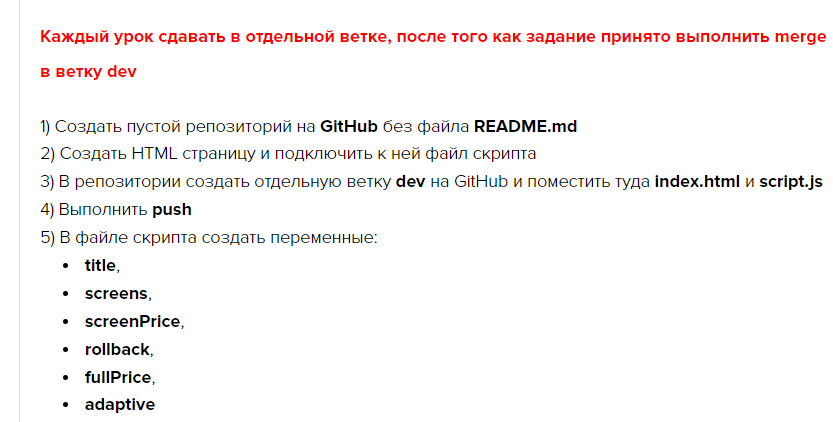 Каждый урок сдавать в отдельной ветке, после того как задание принято выполнить merge
в ветку dev
1) Создать пустой репозиторий на GitHub без файла README.md
2) Создать HTML страницу и подключить к ней файл скрипта
3) В репозитории создать отдельную ветку dev на GitHub и поместить туда index.html и script.js
4) Выполнить push
5) В файле скрипта создать переменные:
• title,
• screens,
• screenPrice,
• rollback,
• fullPrice,
• adaptive